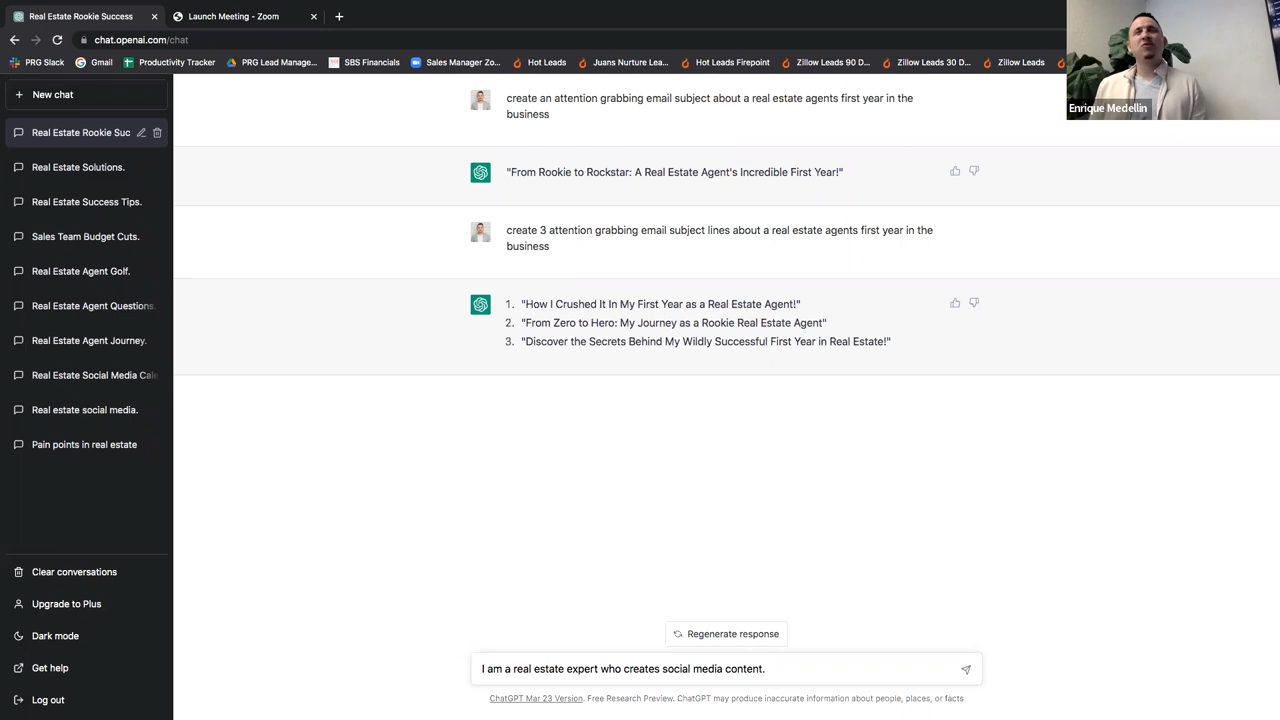 Real Estate Rookie Success
Launch Meeting - Zoom
chat.openai.com/chat
PRG Slack
Gmail
Productivity Tracker
PRG Lead Manage...
SBS Financials
Sales Manager Zo...
Hot Leads
Juans Nurture Lea...
Hot Leads Firepoint
Zillow Leads 90 D...
Zillow Leads 30 D...
Zillow Leads
Enrique Medellin
New chat
Real Estate Rookie Suc
Real Estate Solutions.
Real Estate Success Tips.
Sales Team Budget Cuts.
Real Estate Agent Golf.
Real Estate Agent Questions.
Real Estate Agent Journey.
Real Estate Social Media Cale
Real estate social media.
Pain points in real estate
Clear conversations
Upgrade to Plus
Dark mode
Get help
Log out
create an attention grabbing email subject about a real estate agents first year in the
business
"From Rookie to Rockstar: A Real Estate Agent's Incredible First Year!"
create 3 attention grabbing email subject lines about a real estate agents first year in the
business
1. "How I Crushed It In My First Year as a Real Estate Agent!"
2. "From Zero to Hero: My Journey as a Rookie Real Estate Agent"
3. "Discover the Secrets Behind My Wildly Successful First Year in Real Estate!"
Regenerate response
I am a real estate expert who creates social media content.
ChatGPT Mar 23 Version. Free Research Preview. ChatGPT may produce inaccurate information about people, places, or facts